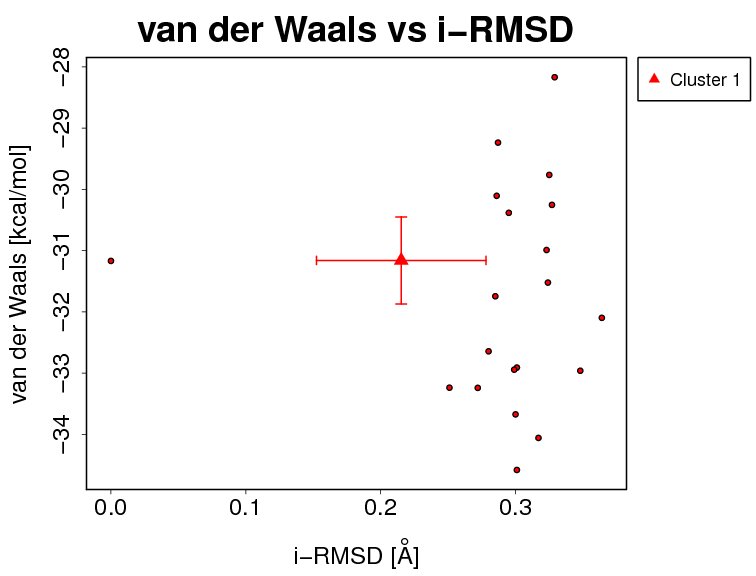 van der Waals vs i−RMSD
Cluster 1
van der Waals [kcal/mol]
−28
−29
−30
−31
−32
−33
−34
0.0 0.1 0.2 0.3
i−RMSD [Å]